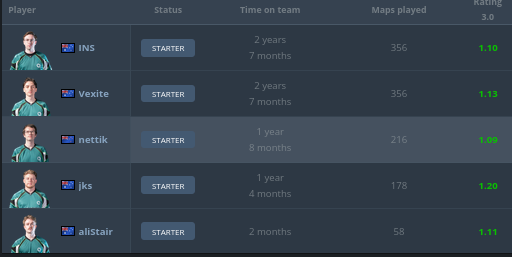 Player Status Time on team Maps played Rating
3.0
INS STARTER 2 years 356 1.10
7 months
Vexite STARTER 2 years 356 1.13
7 months
nettik STARTER 1 year 216 1.09
8 months
jks STARTER 1 year 178 1.20
4 months
aliStair STARTER 2 months 58 1.11